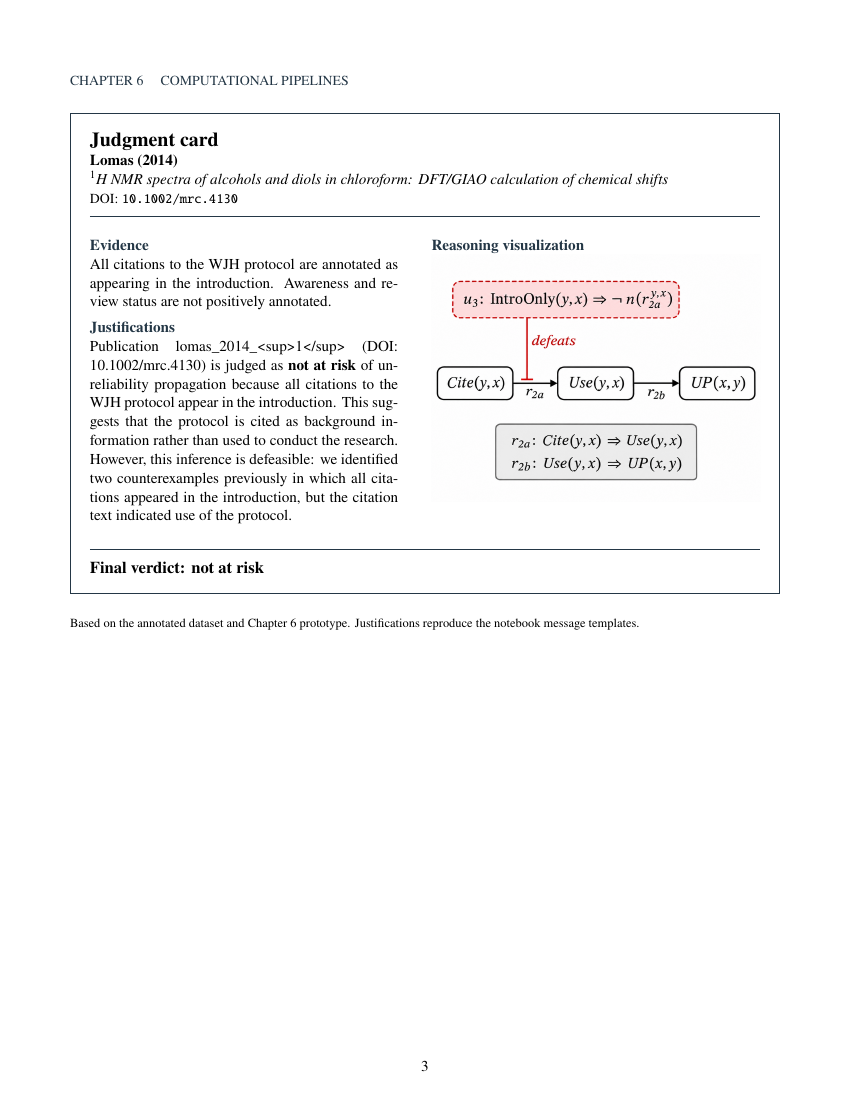 CHAPTER 6 COMPUTATIONAL PIPELINES
Judgment card
Lomas (2014)
¹H NMR spectra of alcohols and diols in chloroform: DFT/GIAO calculation of chemical shifts
DOI: 10.1002/mrc.4130
Evidence
All citations to the WJH protocol are annotated as
appearing in the introduction. Awareness and re-
view status are not positively annotated.
Justifications
Publication lomas_2014_<sup>1</sup> (DOI:
10.1002/mrc.4130) is judged as not at risk of un-
reliability propagation because all citations to the
WJH protocol appear in the introduction. This sug-
gests that the protocol is cited as background in-
formation rather than used to conduct the research.
However, this inference is defeasible: we identified
two counterexamples previously in which all cita-
tions appeared in the introduction, but the citation
text indicated use of the protocol.
Reasoning visualization
u₃: IntroOnly(y, x) ⇒ ¬ n(r₂ₐ^{y,x})
defeats
Cite(y, x) r₂ₐ Use(y, x) r_{2b} UP(x, y)
r₂ₐ: Cite(y, x) ⇒ Use(y, x)
r_{2b}: Use(y, x) ⇒ UP(x, y)
Final verdict: not at risk
Based on the annotated dataset and Chapter 6 prototype. Justifications reproduce the notebook message templates.
3